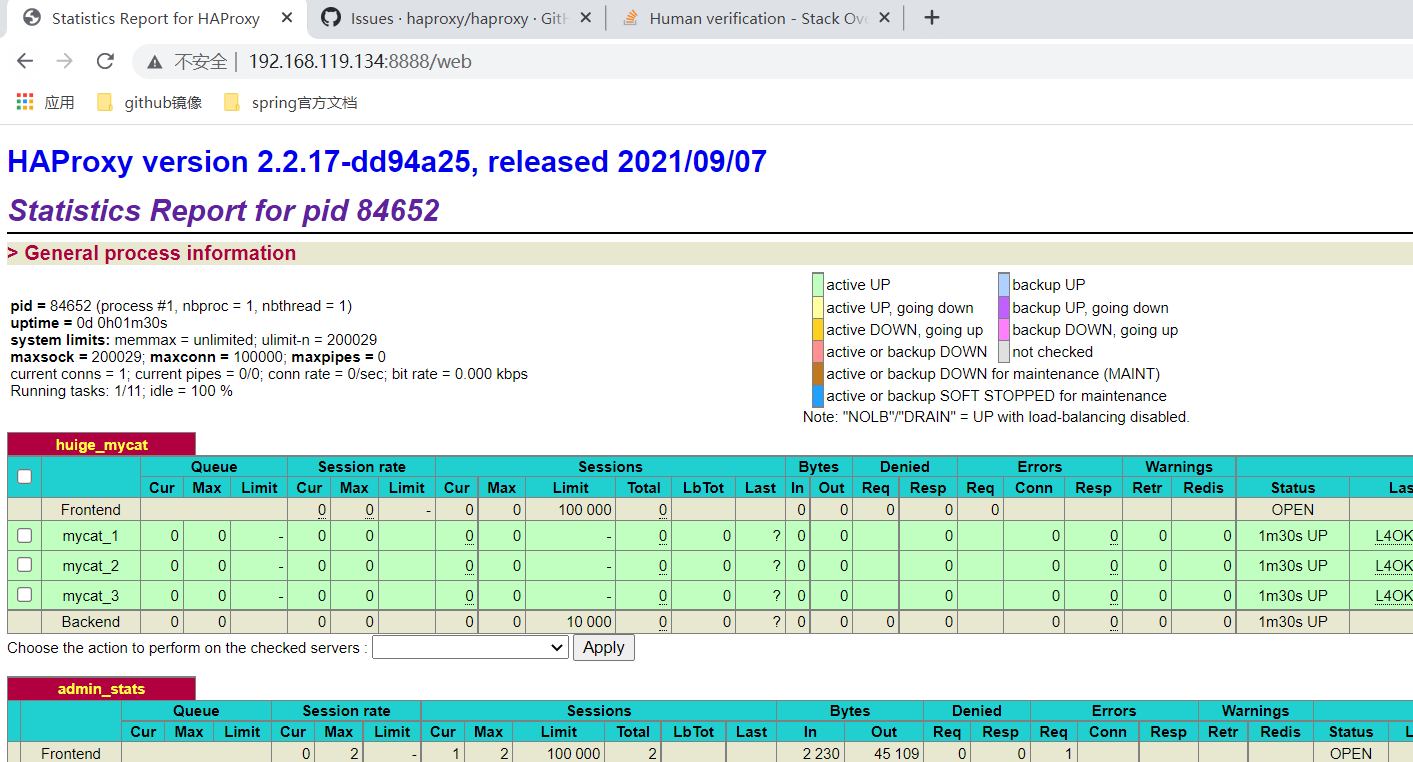 Statistics Report for HAProxy
Issues · haproxy/haproxy · GitH
Human verification - Stack Ov
不安全 | 192.168.119.134:8888/web
应用 github镜像 spring官方文档
HAProxy version 2.2.17-dd94a25, released 2021/09/07
Statistics Report for pid 84652
> General process information
pid = 84652 (process #1, nbproc = 1, nbthread = 1)
uptime = 0d 0h01m30s
system limits: memmax = unlimited; ulimit-n = 200029
maxsock = 200029; maxconn = 100000; maxpipes = 0
current conns = 1; current pipes = 0/0; conn rate = 0/sec; bit rate = 0.000 kbps
Running tasks: 1/11; idle = 100 %
active UP backup UP
active UP, going down backup UP, going down
active DOWN, going up backup DOWN, going up
active or backup DOWN not checked
active or backup DOWN for maintenance (MAINT)
active or backup SOFT STOPPED for maintenance
Note: "NOLB"/"DRAIN" = UP with load-balancing disabled.
huige_mycat
Queue Session rate Sessions Bytes Denied Errors Warnings
Cur Max Limit Cur Max Limit Cur Max Limit Total LbTot Last In Out Req Resp Req Conn Resp Retr Redis Status Las
Frontend 0 0 - 0 0 100 000 0 0 0 0 0 0 OPEN
mycat_1 0 0 - 0 0 0 0 - 0 0 ? 0 0 0 0 0 0 0 1m30s UP L4OK
mycat_2 0 0 - 0 0 0 0 - 0 0 ? 0 0 0 0 0 0 0 1m30s UP L4OK
mycat_3 0 0 - 0 0 0 0 - 0 0 ? 0 0 0 0 0 0 0 1m30s UP L4OK
Backend 0 0 0 0 0 0 10 000 0 0 ? 0 0 0 0 0 0 0 0 1m30s UP
Choose the action to perform on the checked servers : Apply
admin_stats
Queue Session rate Sessions Bytes Denied Errors Warnings
Cur Max Limit Cur Max Limit Cur Max Limit Total LbTot Last In Out Req Resp Req Conn Resp Retr Redis Status L
Frontend 0 2 - 1 2 100 000 2 2 230 45 109 0 0 1 OPEN